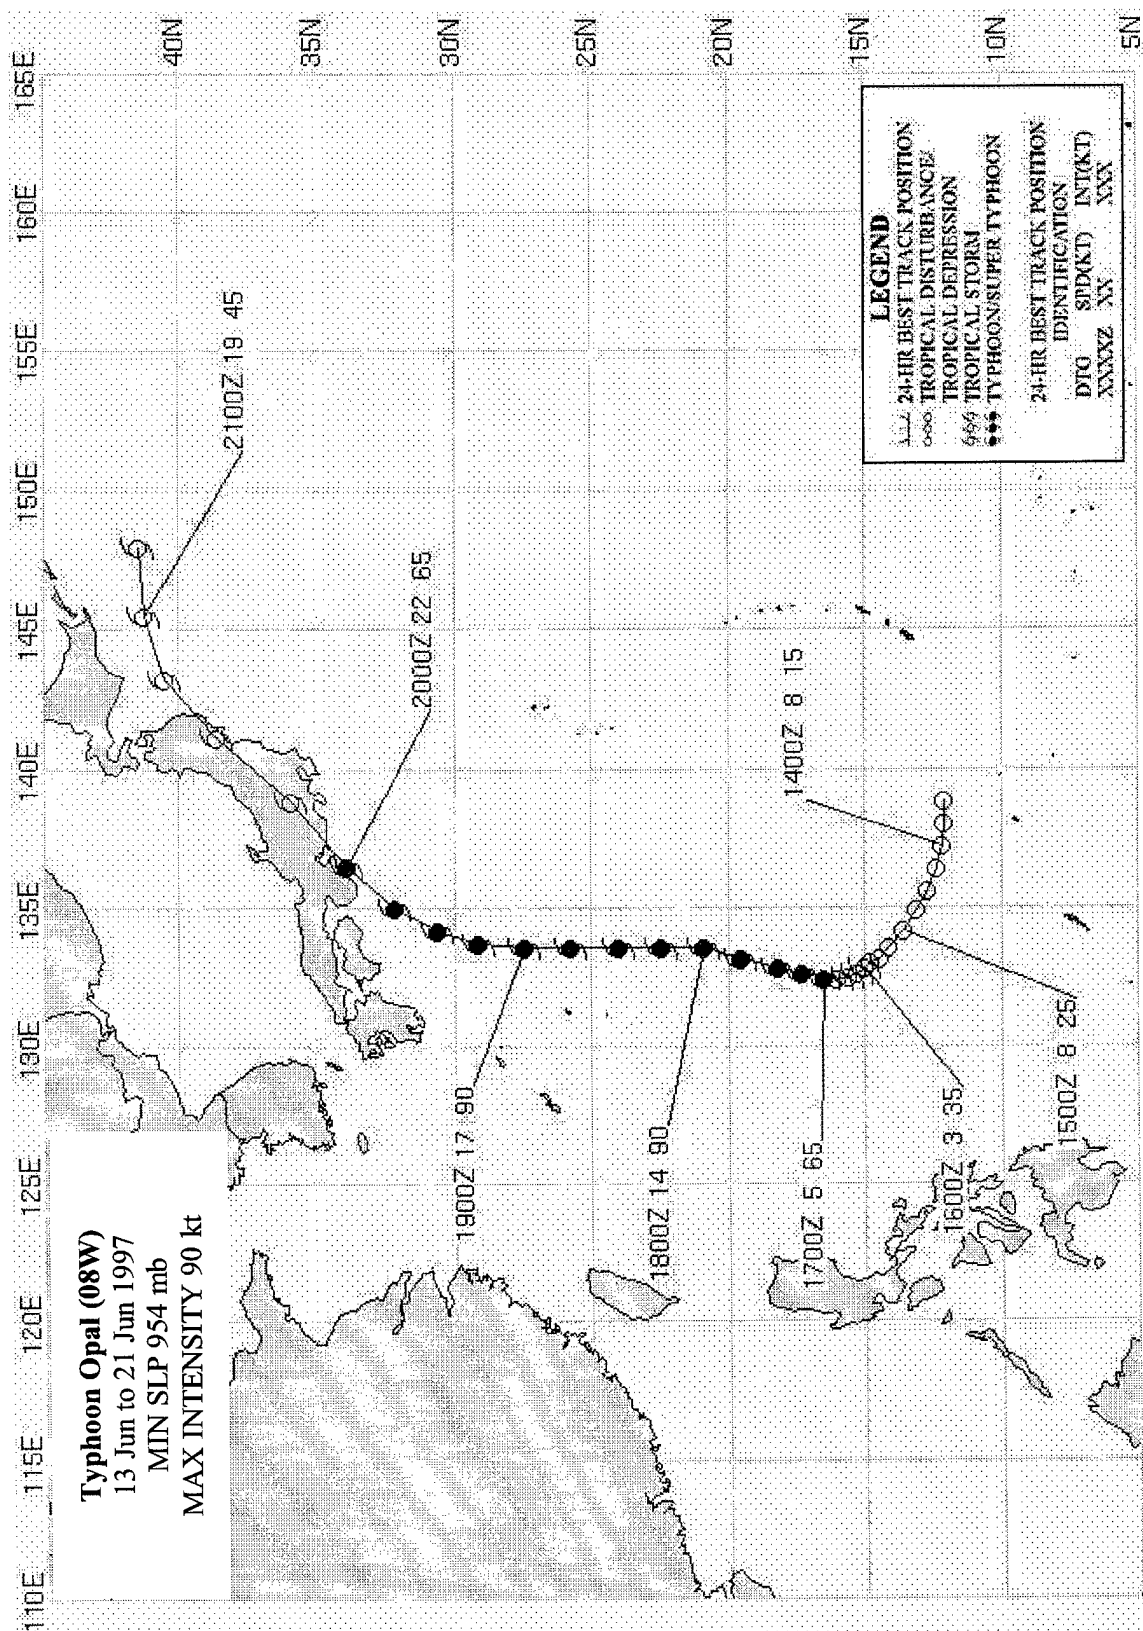 Typhoon Opal (08W)
13 Jun to 21 Jun 1997
MIN SLP 954 mb
MAX INTENSITY 90 kt
110E 115E 120E 125E 130E 135E 140E 145E 150E 155E 160E 165E
40N
35N
30N
25N
20N
15N
10N
5N
2100Z 19 45
2000Z 22 65
1900Z 17 90
1800Z 14 90
1700Z 5 65
1600Z 3 35
1500Z 8 25
1400Z 8 15
LEGEND
24-HR BEST TRACK POSITION
TROPICAL DISTURBANCE/
TROPICAL DEPRESSION
TROPICAL STORM
TYPHOON/SUPER TYPHOON
24-HR BEST TRACK POSITION
IDENTIFICATION
DTG SPD(KT) INT(KT)
XXXXZ XX XXX